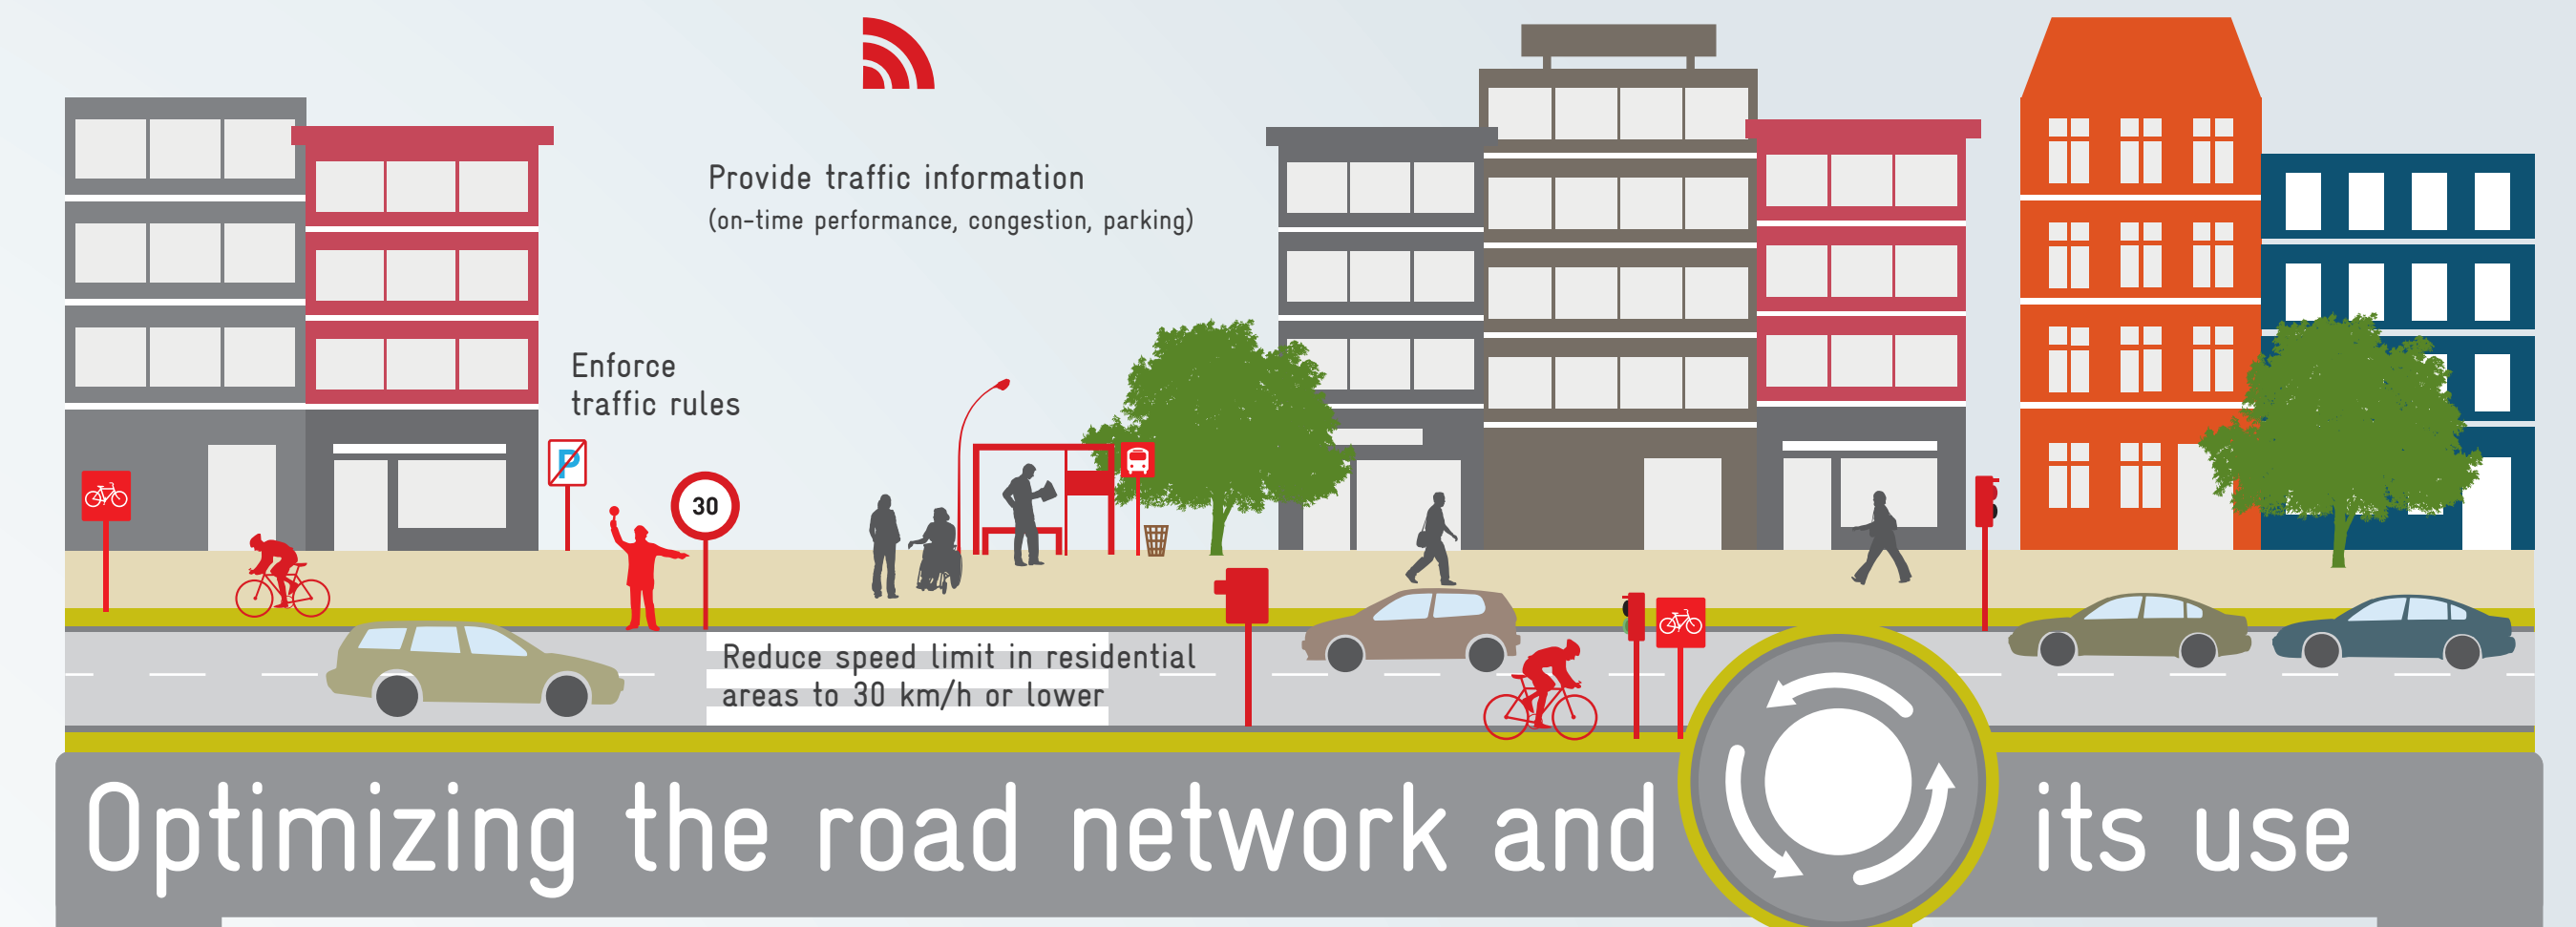 Provide traffic information
(on-time performance, congestion, parking)
Enforce
traffic rules
P
30
Reduce speed limit in residential
areas to 30 km/h or lower
Optimizing the road network and its use